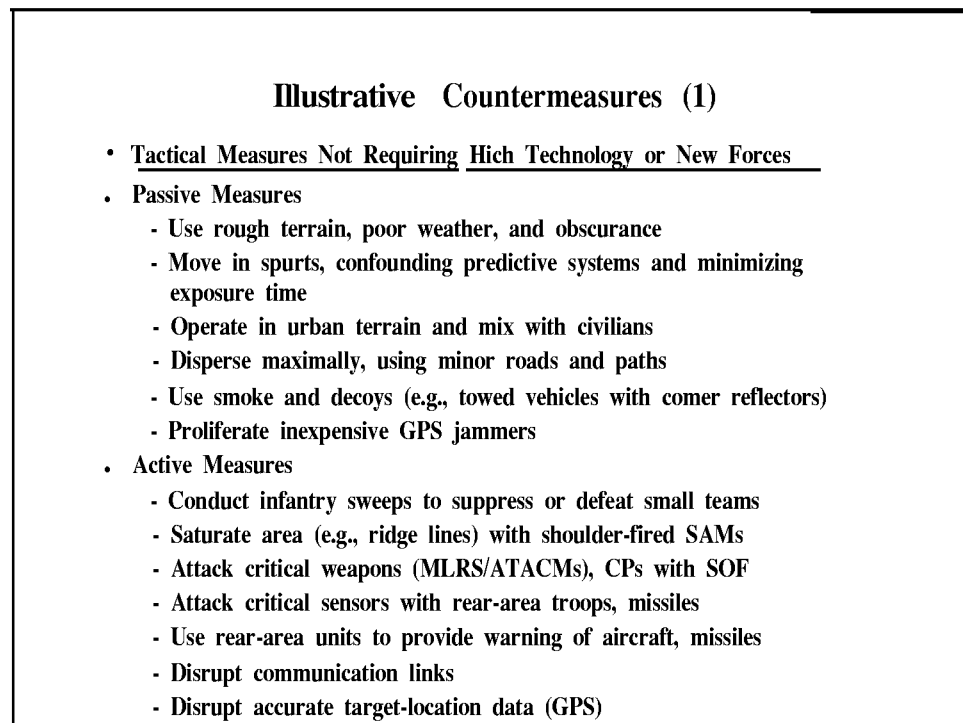 Illustrative Countermeasures (1)
• Tactical Measures Not Requiring Hich Technology or New Forces
. Passive Measures
- Use rough terrain, poor weather, and obscurance
- Move in spurts, confounding predictive systems and minimizing
exposure time
- Operate in urban terrain and mix with civilians
- Disperse maximally, using minor roads and paths
- Use smoke and decoys (e.g., towed vehicles with comer reflectors)
- Proliferate inexpensive GPS jammers
. Active Measures
- Conduct infantry sweeps to suppress or defeat small teams
- Saturate area (e.g., ridge lines) with shoulder-fired SAMs
- Attack critical weapons (MLRS/ATACMs), CPs with SOF
- Attack critical sensors with rear-area troops, missiles
- Use rear-area units to provide warning of aircraft, missiles
- Disrupt communication links
- Disrupt accurate target-location data (GPS)